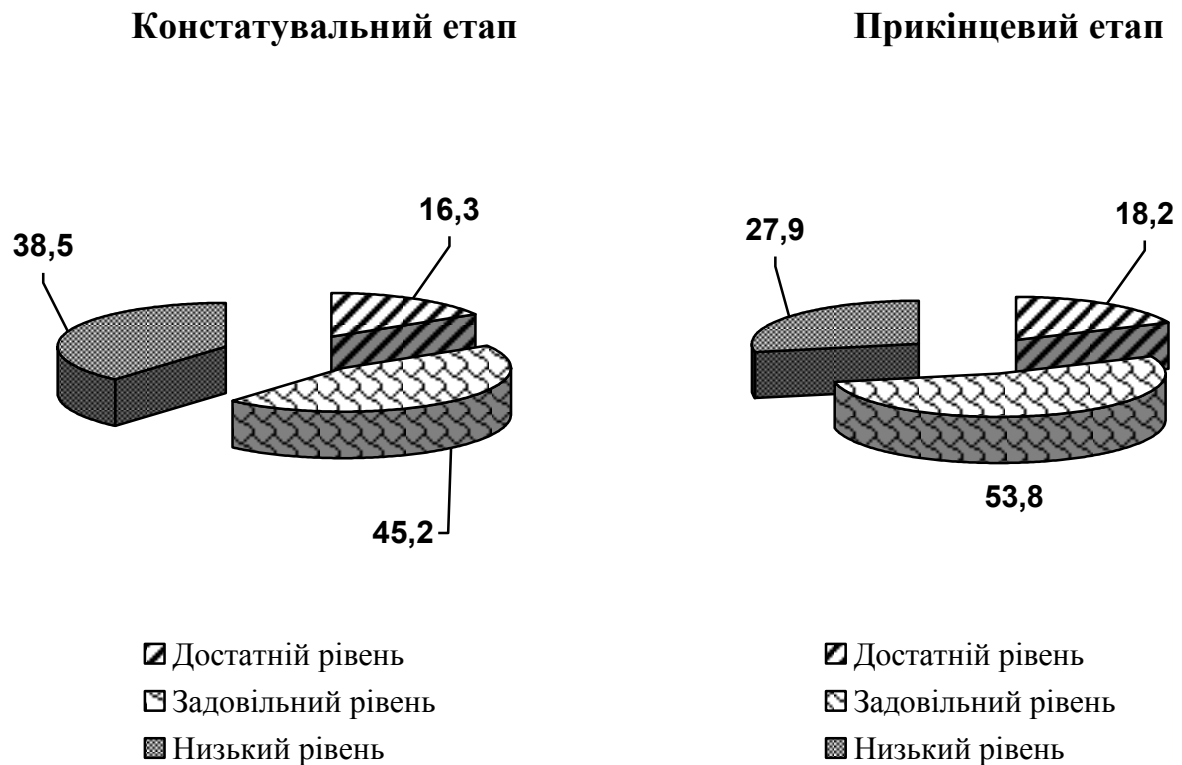 Констатувальний етап
Прикінцевий етап
16,3
38,5
45,2
18,2
27,9
53,8
Достатній рівень
Задовільний рівень
Низький рівень
Достатній рівень
Задовільний рівень
Низький рівень